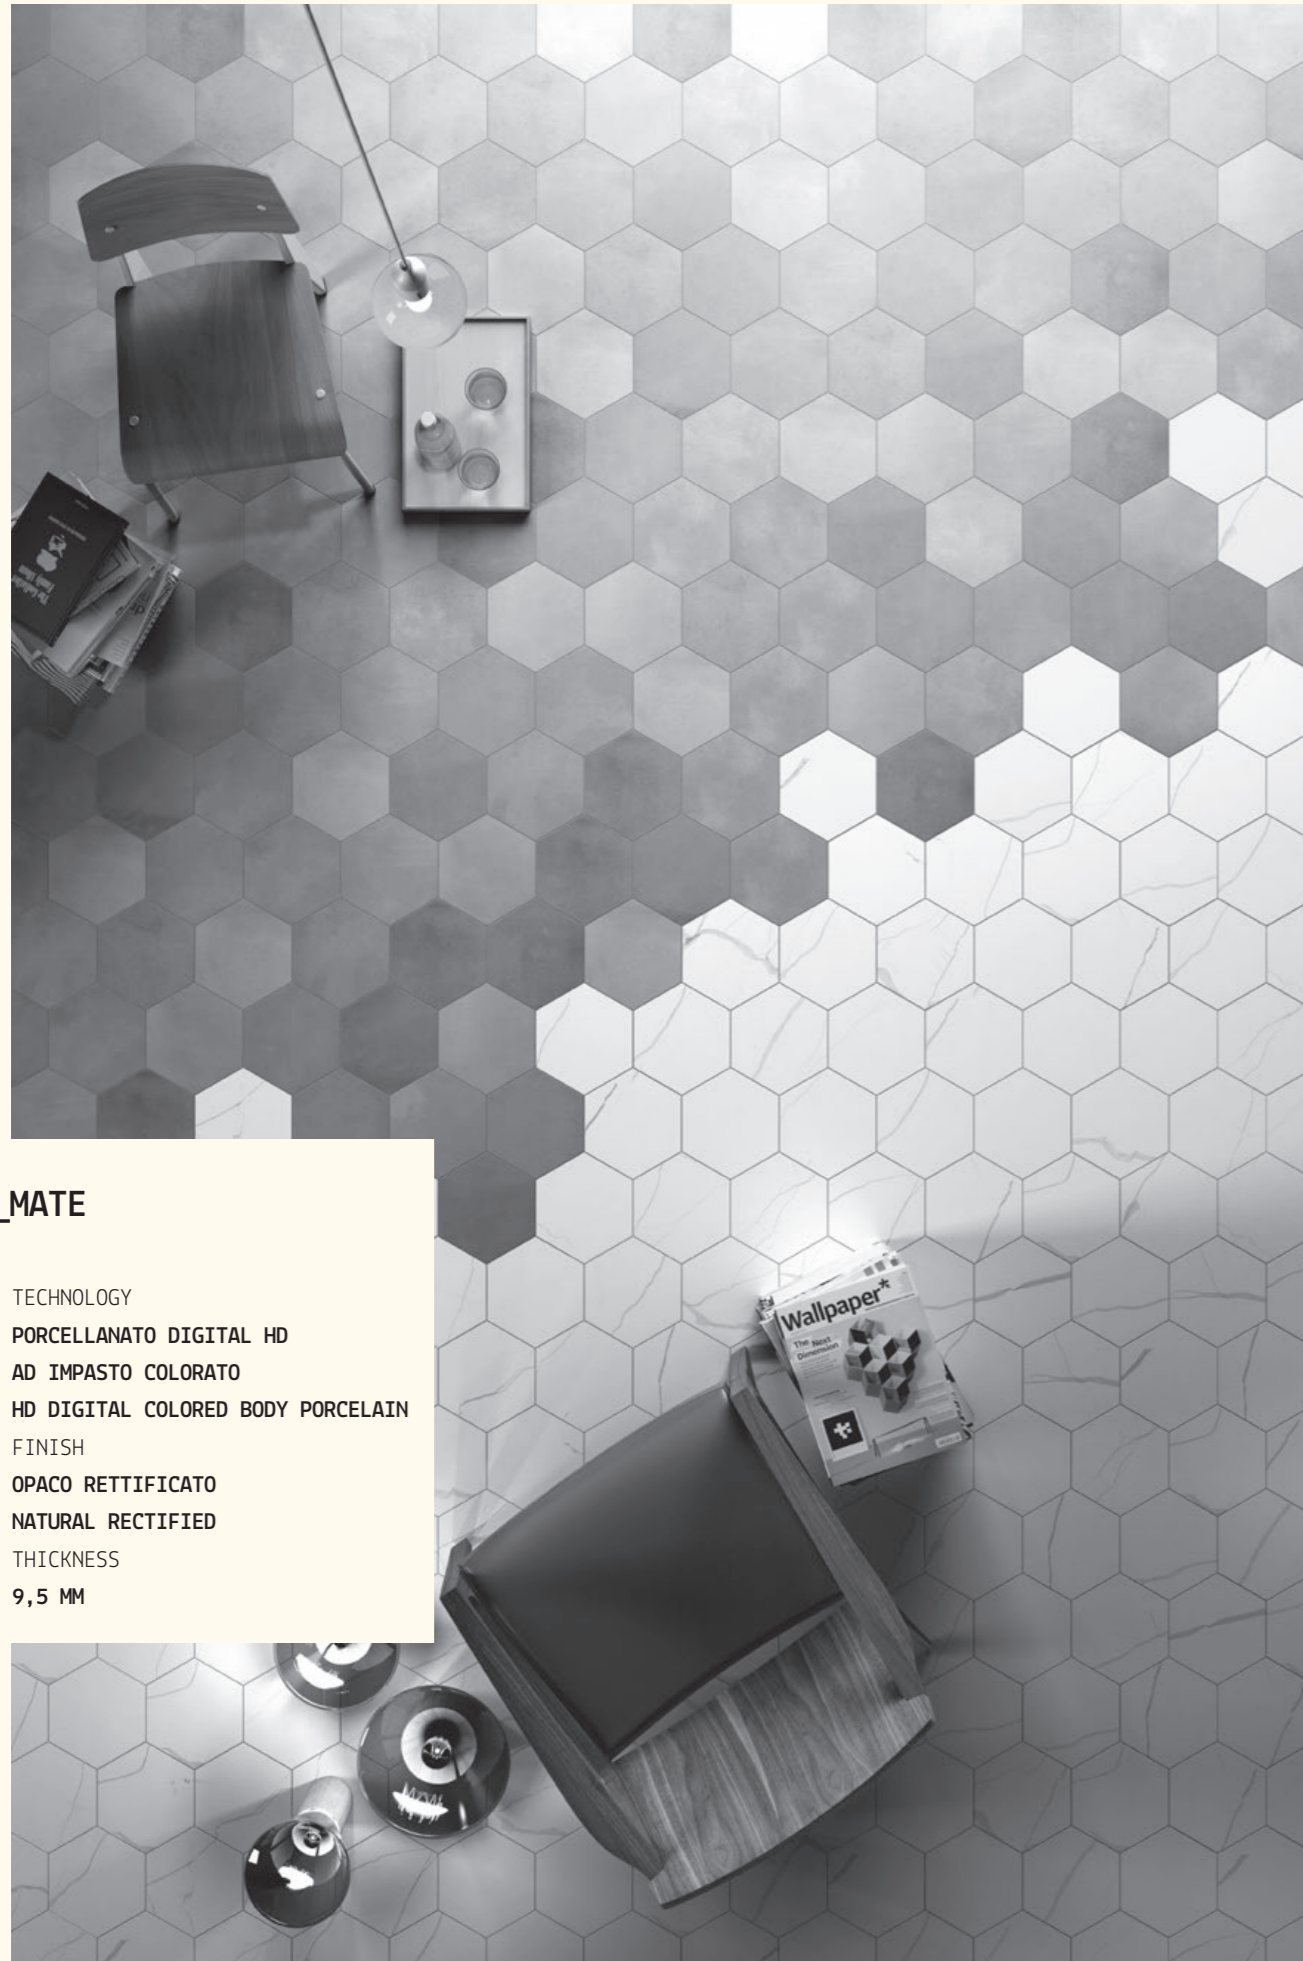 _MATE
TECHNOLOGY
PORCELLANATO DIGITAL HD
AD IMPASTO COLORATO
HD DIGITAL COLORED BODY PORCELAIN
FINISH
OPACO RETTIFICATO
NATURAL RECTIFIED
THICKNESS
9,5 MM
Wallpaper*
The Next
Dimension